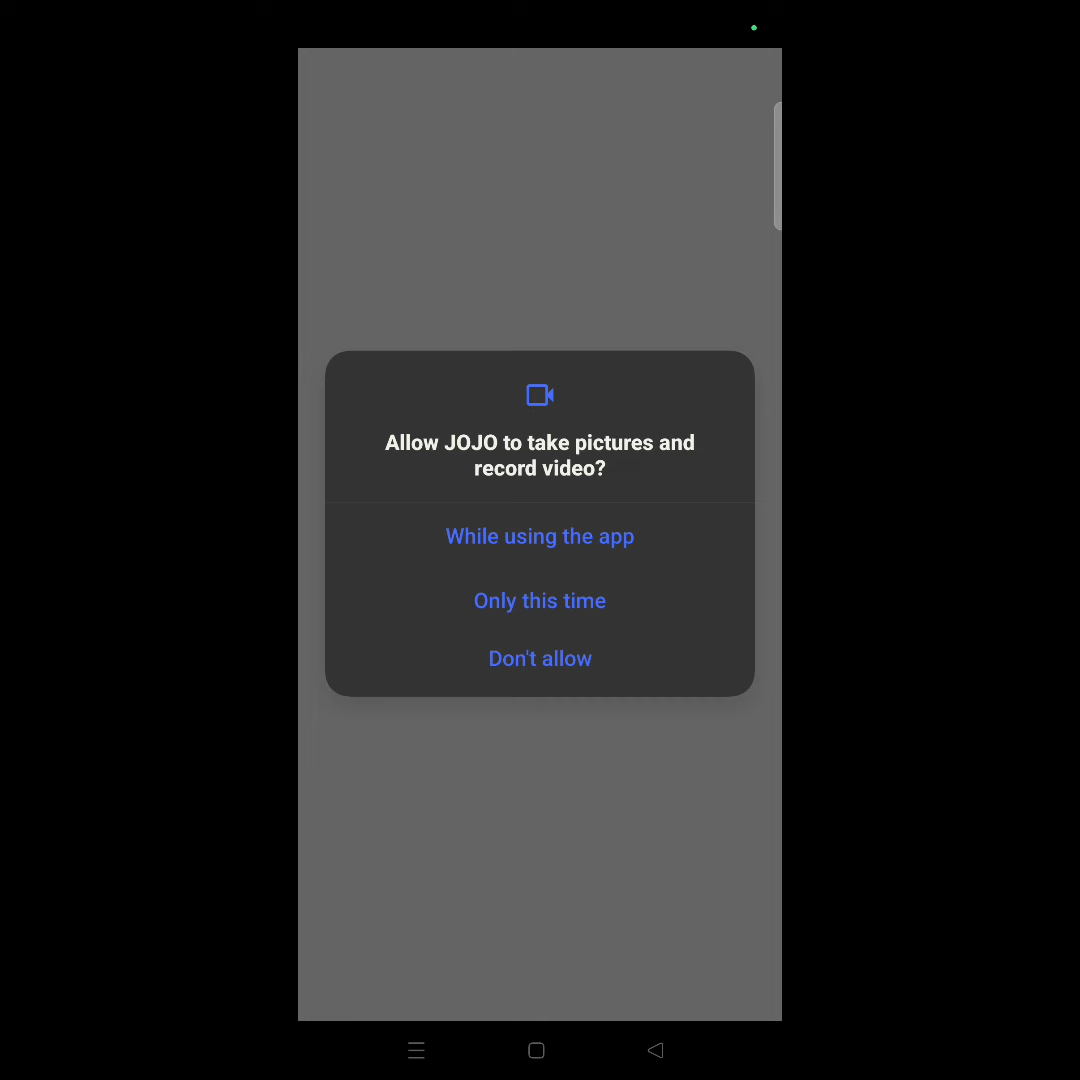 Allow JOJO to take pictures and
record video?
While using the app
Only this time
Don't allow